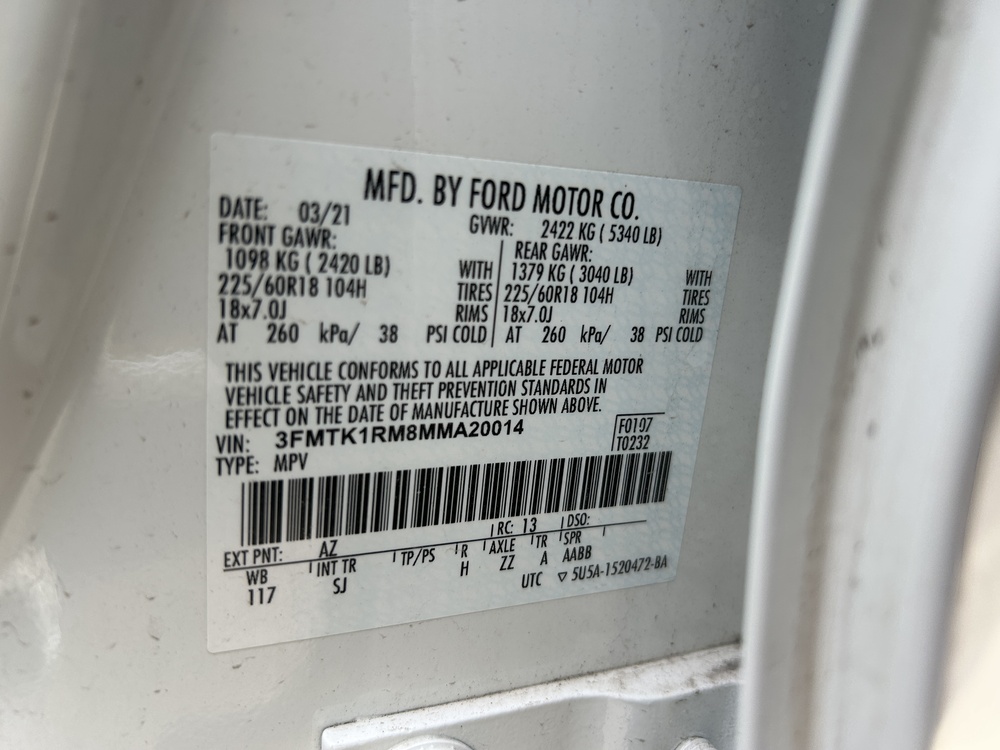 MFD. BY FORD MOTOR CO.
DATE: 03/21 GVWR: 2422 KG ( 5340 LB)
FRONT GAWR: REAR GAWR:
1098 KG ( 2420 LB) WITH 1379 KG ( 3040 LB) WITH
225/60R18 104H TIRES 225/60R18 104H TIRES
18x7.0J RIMS 18x7.0J RIMS
AT 260 kPa/ 38 PSI COLD AT 260 kPa/ 38 PSI COLD
THIS VEHICLE CONFORMS TO ALL APPLICABLE FEDERAL MOTOR
VEHICLE SAFETY AND THEFT PREVENTION STANDARDS IN
EFFECT ON THE DATE OF MANUFACTURE SHOWN ABOVE.
VIN: 3FMTK1RM8MMA20014 F0107
TYPE: MPV T0232
RC: 13 DSO:
EXT PNT: AZ
WB INT TR TP/PS R AXLE TR SPR
117 SJ H ZZ A AABB
UTC ▽ 5U5A-1520472-BA